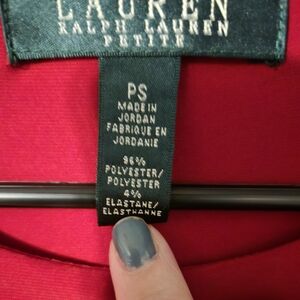 LAUREN
RALPH LAUREN
PETITE
PS
MADE IN
JORDAN
FABRIQUE EN
JORDANIE
96%
POLYESTER/
POLYESTER
4%
ELASTANE/
ELASTHANNE